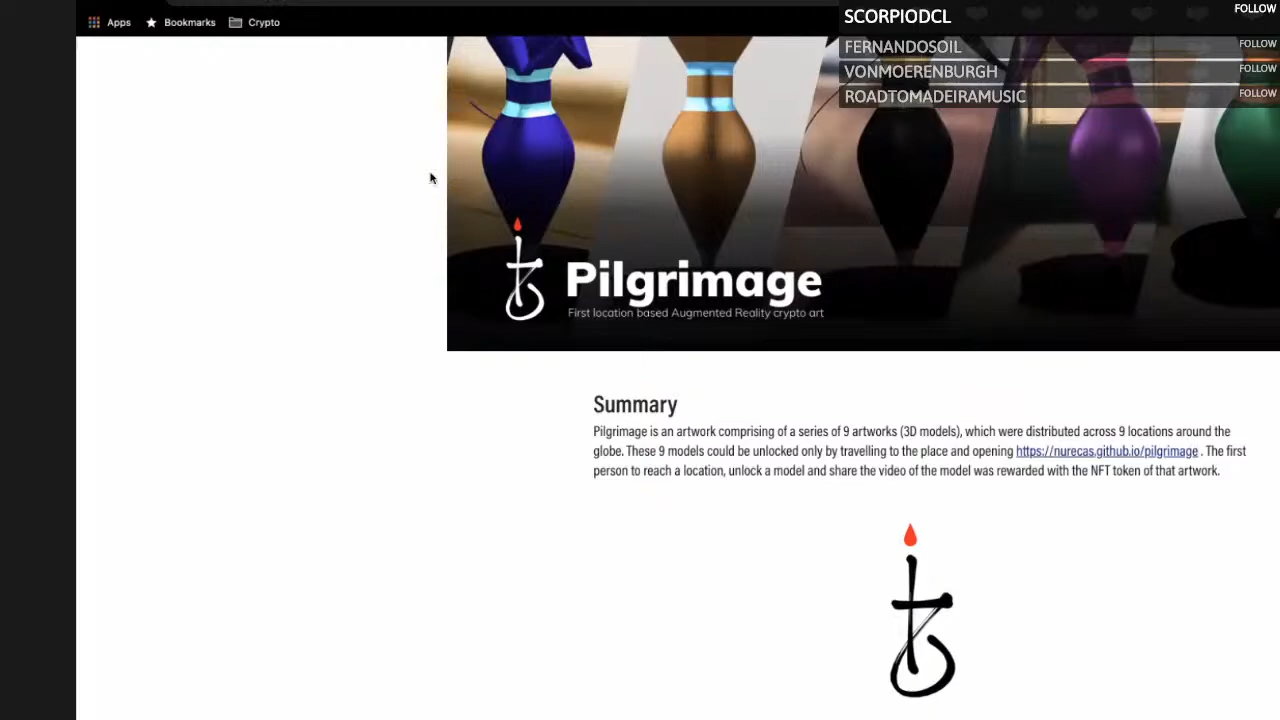 Apps Bookmarks Crypto
SCORPIODCL FOLLOW
FERNANDOSOIL FOLLOW
VONMOERENBURGH FOLLOW
ROADTOMADEIRAMUSIC FOLLOW
Pilgrimage
First location based Augmented Reality crypto art
Summary
Pilgrimage is an artwork comprising of a series of 9 artworks (3D models), which were distributed across 9 locations around the
globe. These 9 models could be unlocked only by travelling to the place and opening https://nurecas.github.io/pilgrimage . The first
person to reach a location, unlock a model and share the video of the model was rewarded with the NFT token of that artwork.